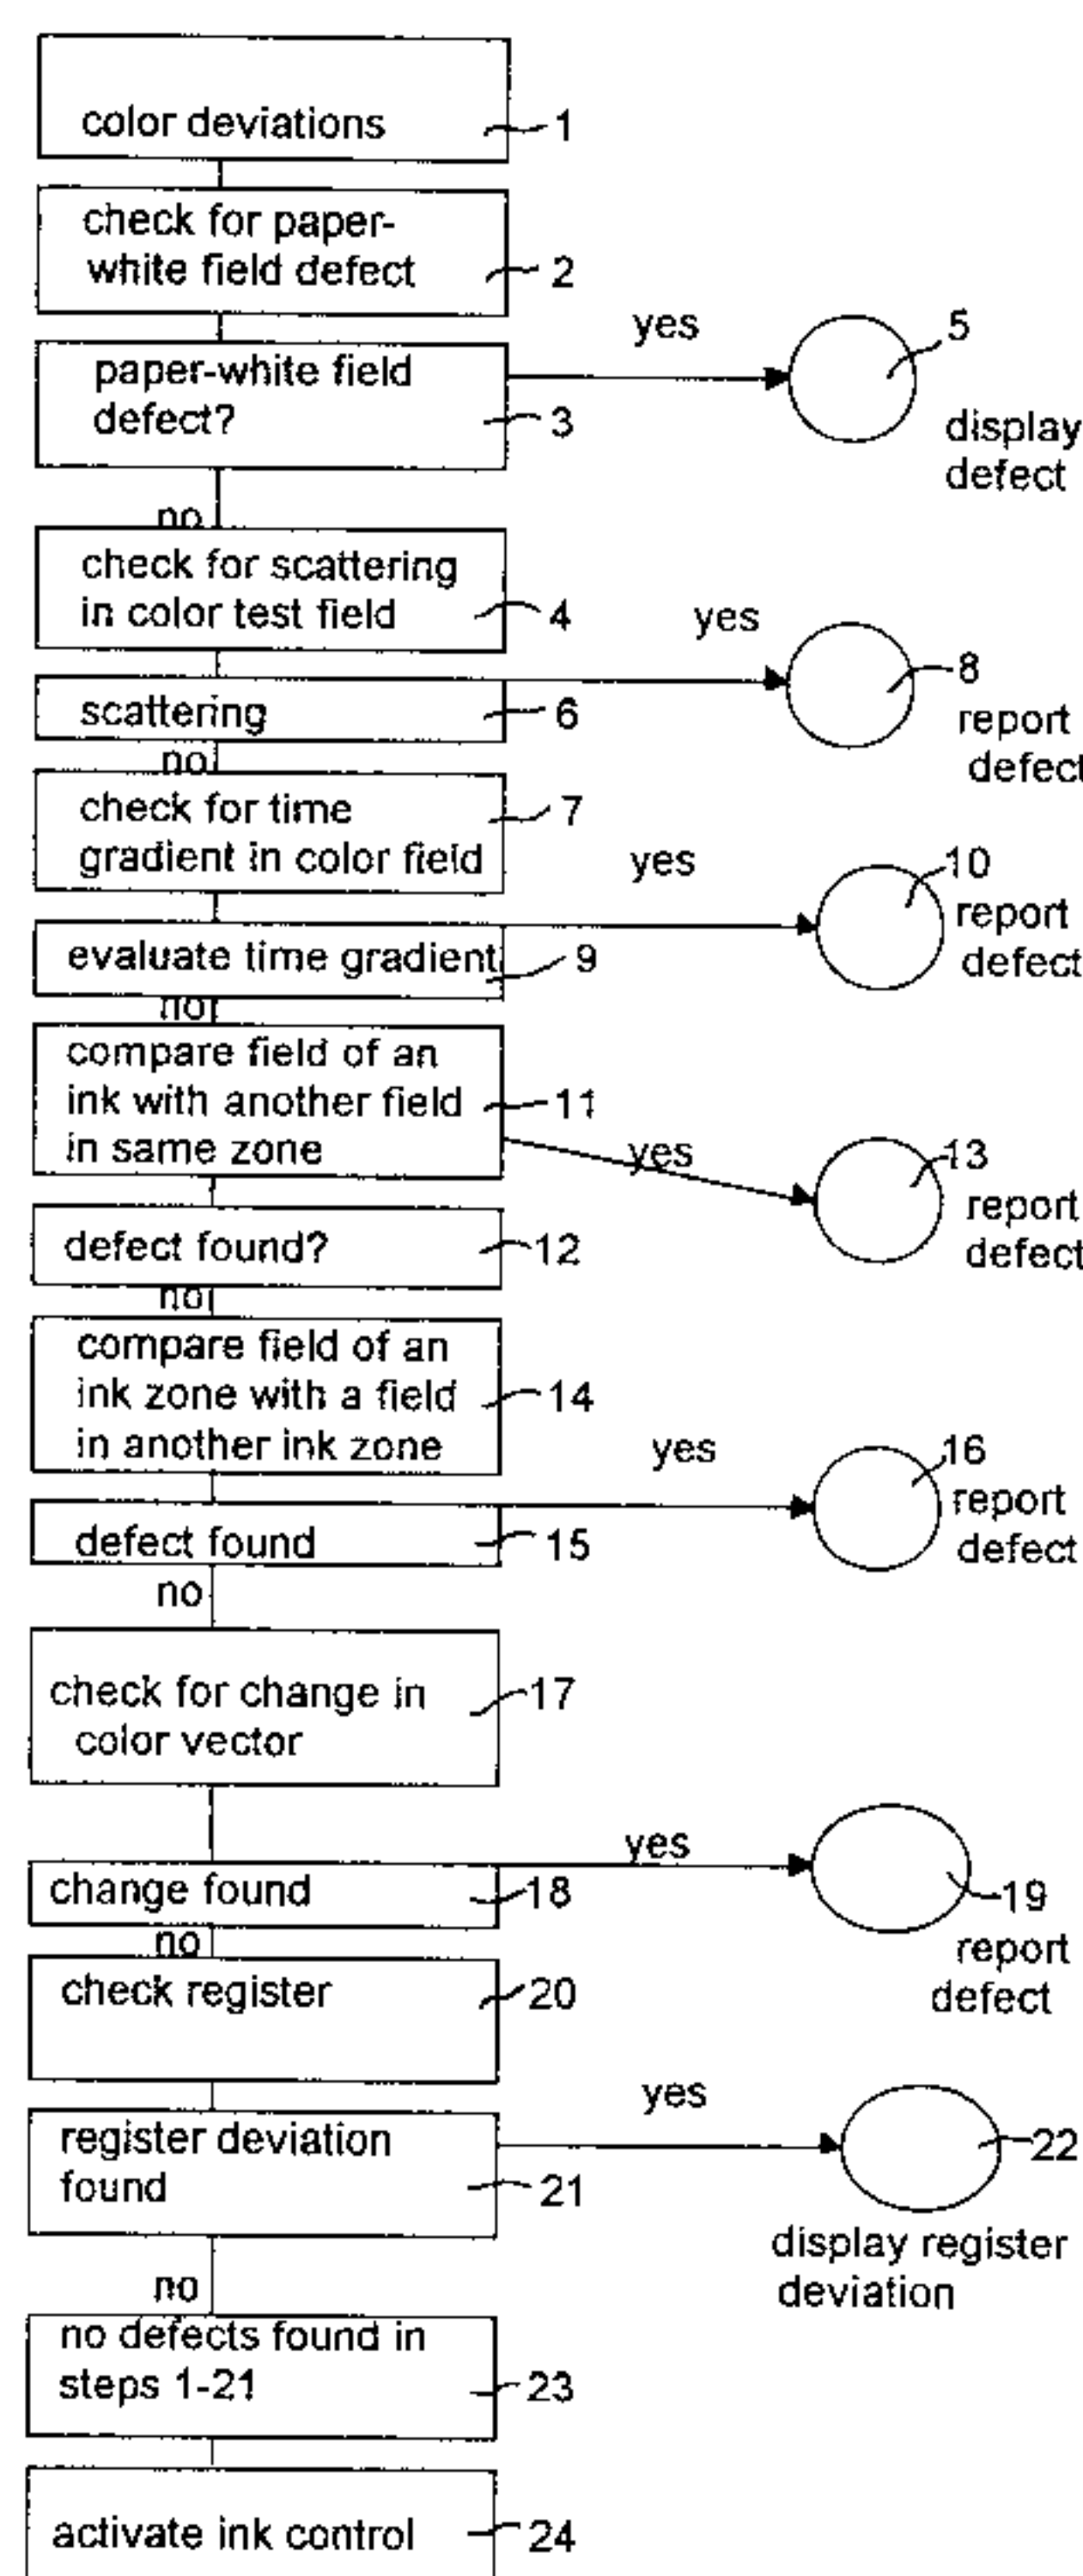 color deviations
1
check for paper-
white field defect
2
paper-white field
defect?
3
yes
5
display
defect
no
check for scattering
in color test field
4
yes
8
report
defect
scattering
6
no
check for time
gradient in color field
7
yes
10
report
defect
evaluate time gradient
9
no
compare field of an
ink with another field
in same zone
11
yes
13
report
defect
defect found?
12
no
compare field of an
ink zone with a field
in another ink zone
14
yes
16
report
defect
defect found
15
no
check for change in
color vector
17
yes
19
report
defect
change found
18
no
check register
20
yes
22
display register
deviation
register deviation
found
21
no
no defects found in
steps 1-21
23
activate ink control
24